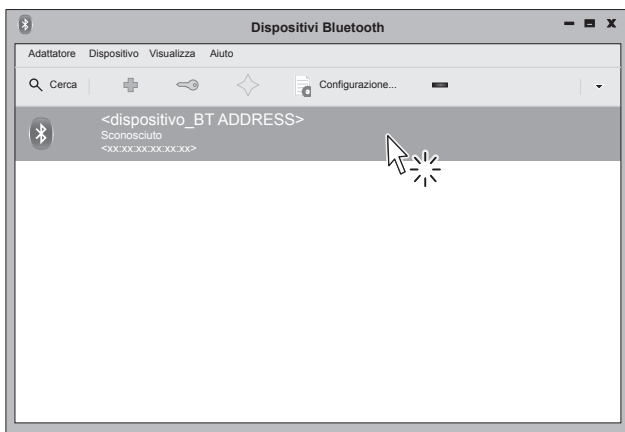 Dispositivi Bluetooth
Adattatore Dispositivo Visualizza Aiuto
Cerca Configurazione...
<dispositivo_BT ADDRESS>
Sconosciuto
<xx:xx:xx:xx:xx:xx>